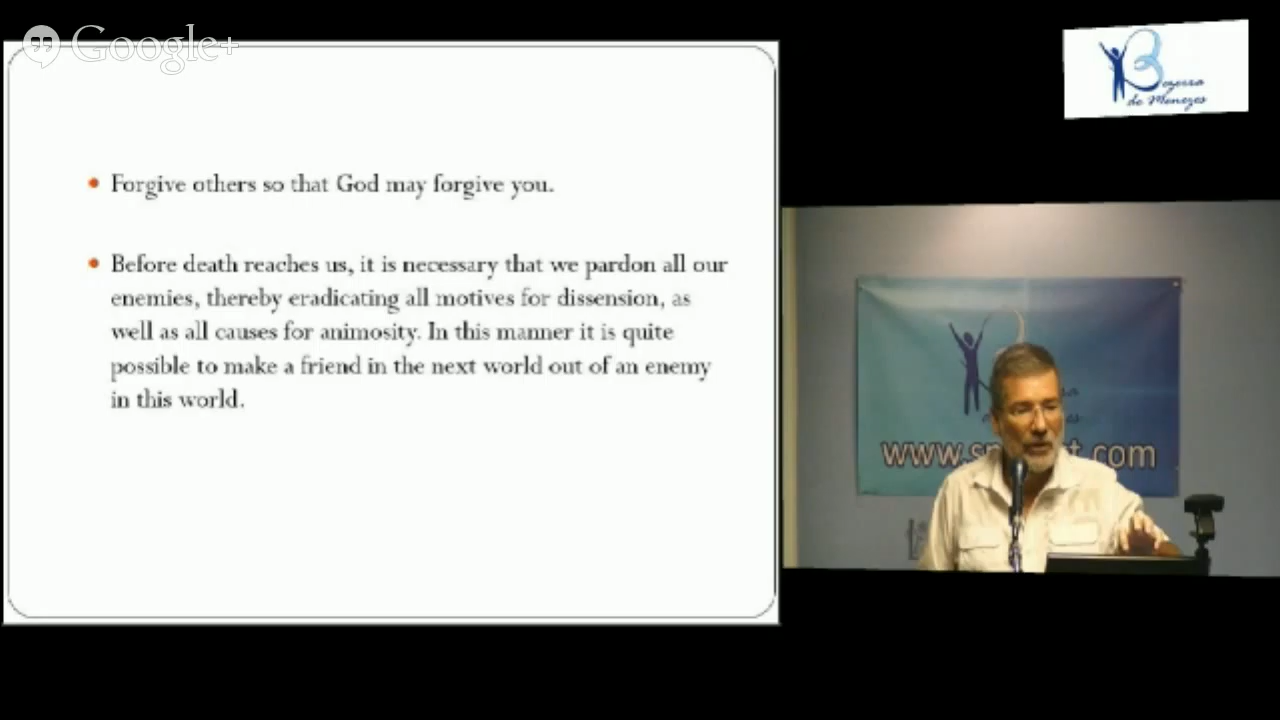 Google+
Bezerra
de Menezes
Forgive others so that God may forgive you.
Before death reaches us, it is necessary that we pardon all our
enemies, thereby eradicating all motives for dissension, as
well as all causes for animosity. In this manner it is quite
possible to make a friend in the next world out of an enemy
in this world.